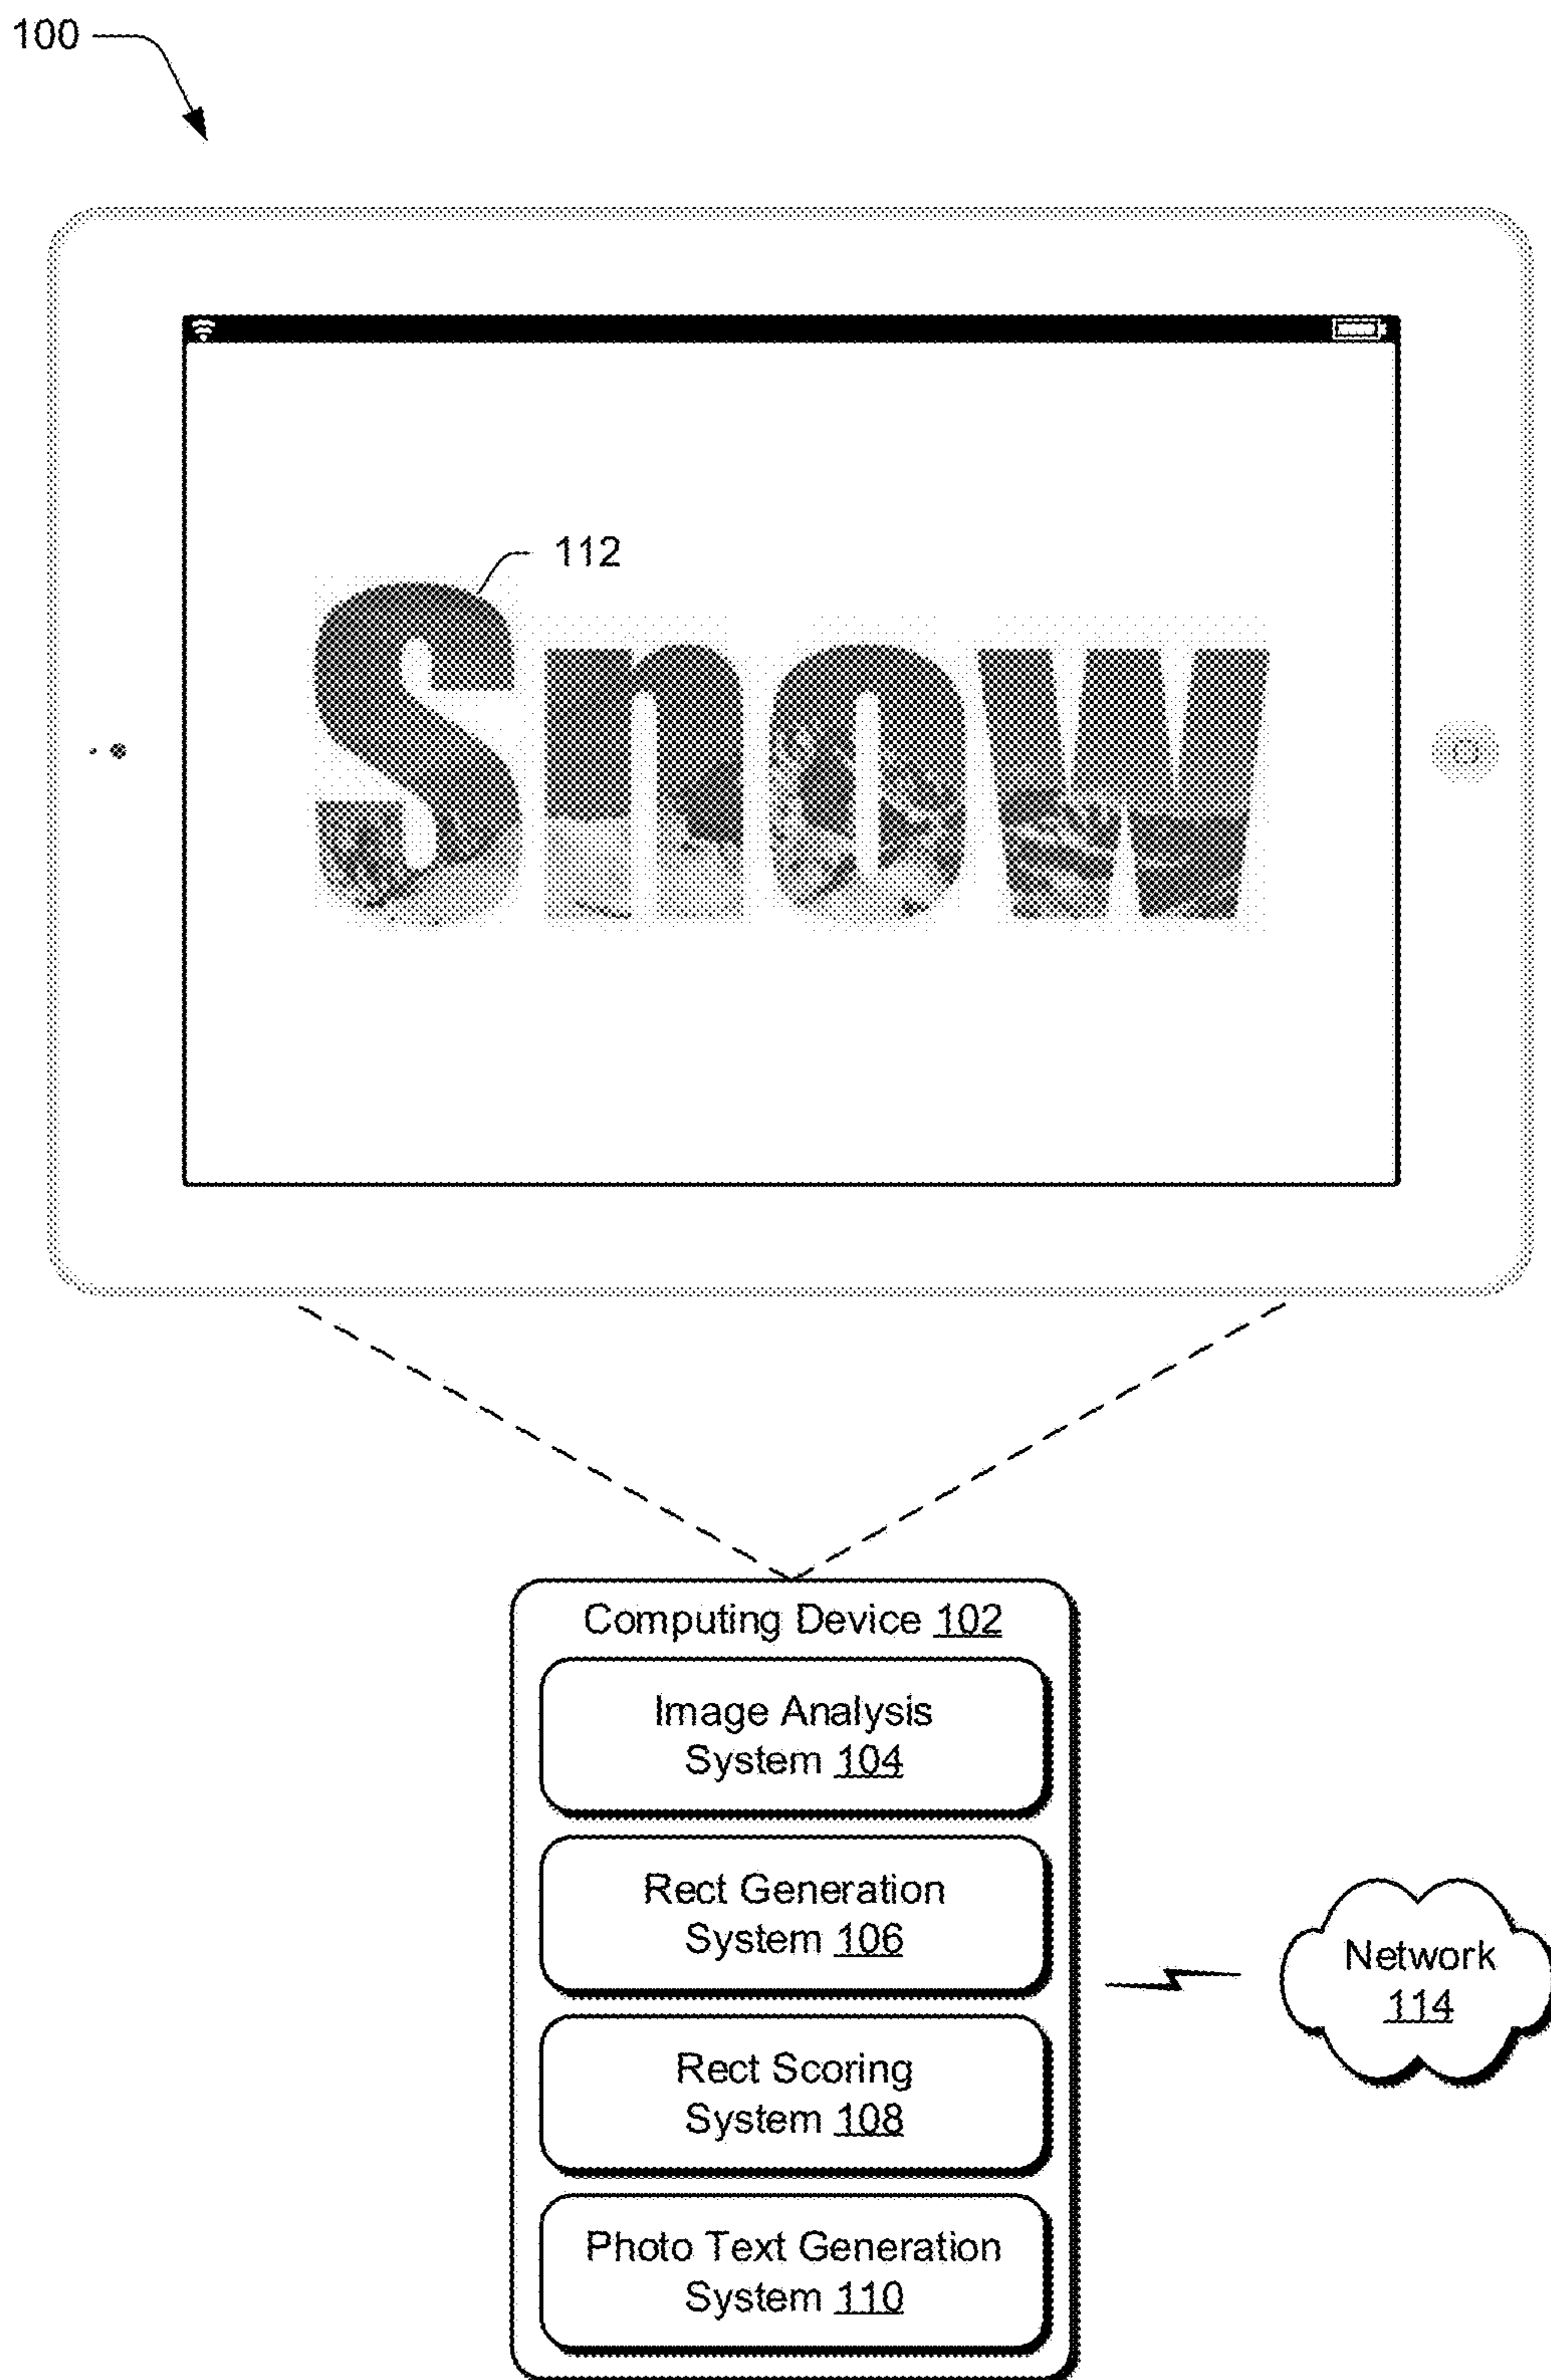 100
112
Snow
Computing Device 102
Image Analysis
System 104
Rect Generation
System 106
Rect Scoring
System 108
Photo Text Generation
System 110
Network
114